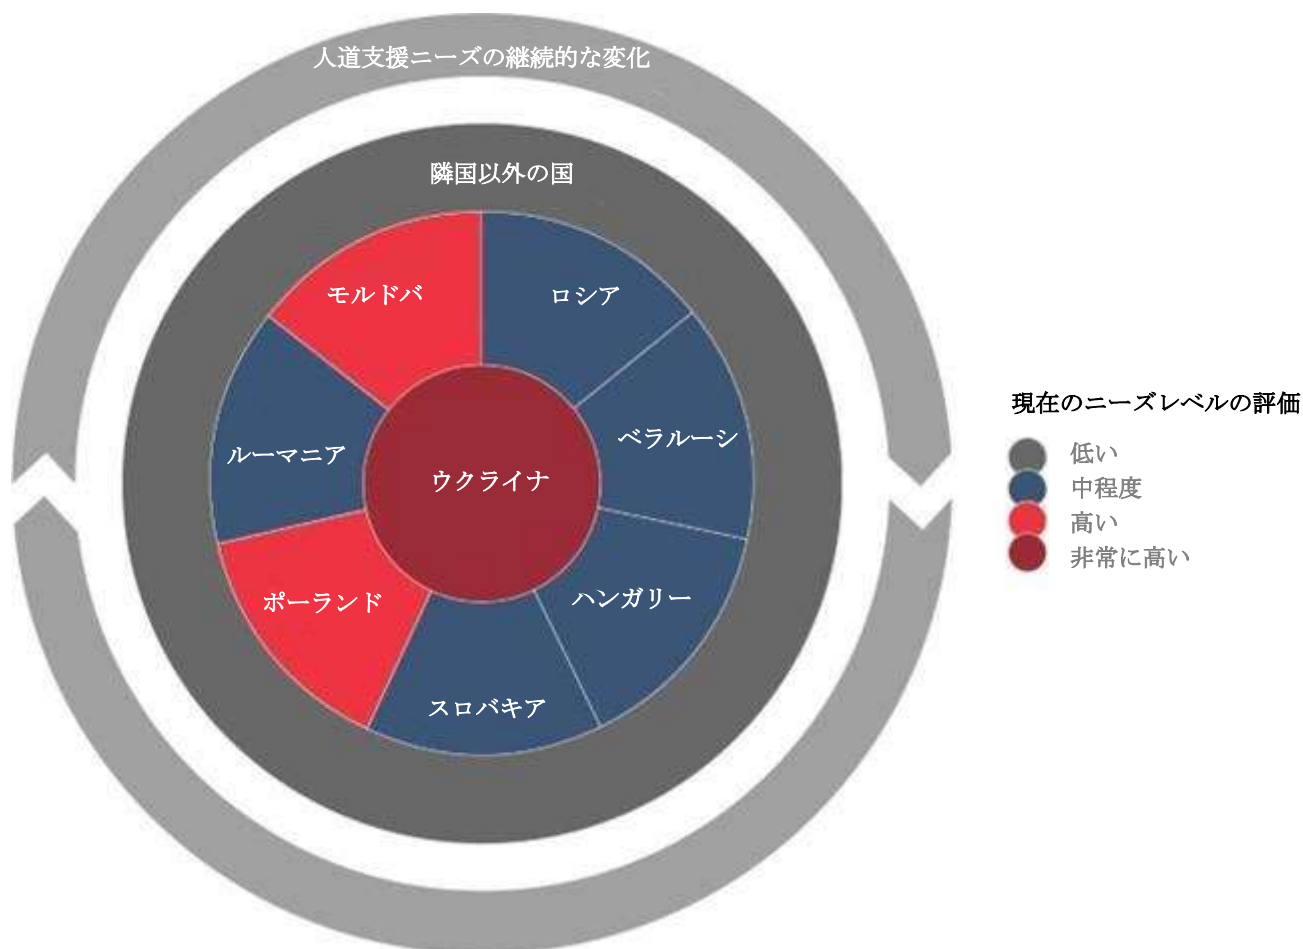 人道支援ニーズの継続的な変化
隣国以外の国
モルドバ
ロシア
ルーマニア
ベラルーシ
ウクライナ
ポーランド
ハンガリー
スロバキア
現在のニーズレベルの評価
低い
中程度
高い
非常に高い